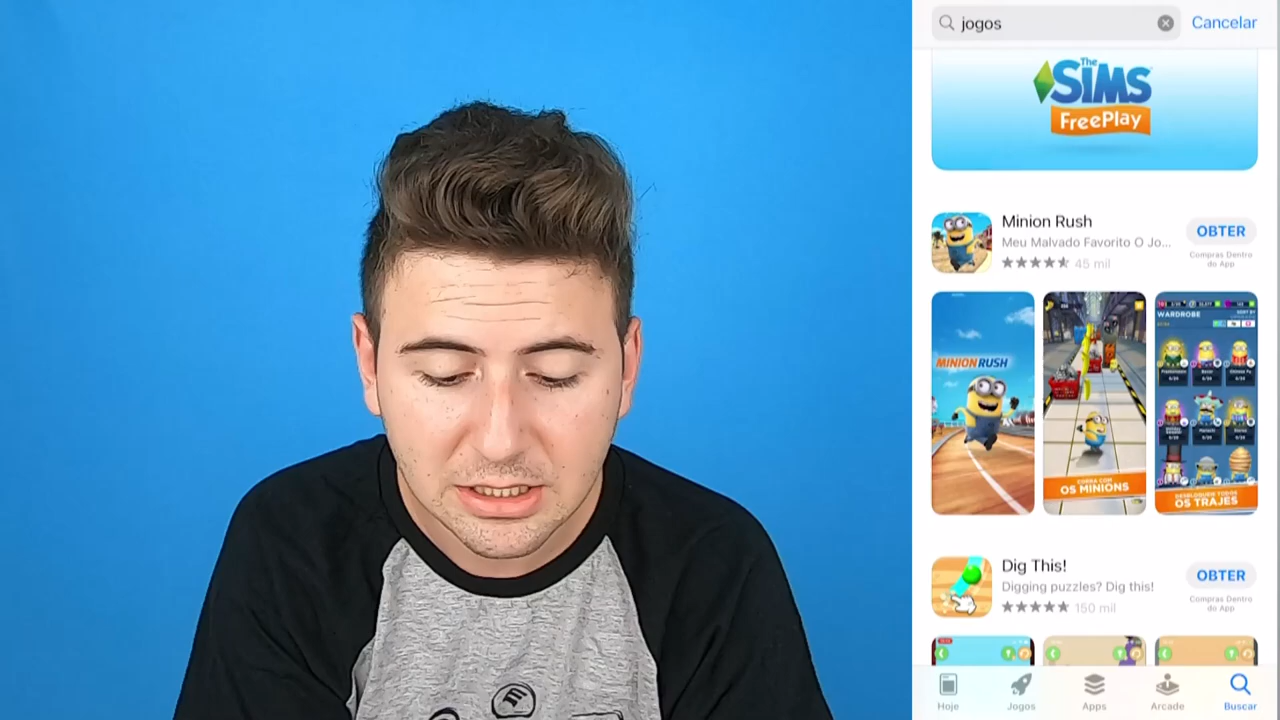 jogos
Cancelar
The
SIMS
FreePlay
Minion Rush
OBTER
Meu Malvado Favorito O Jo...
Compras Dentro
do App
45 mil
MINION RUSH
CORRA COM
OS MINIONS
WARDROBE
SORT BY
DESBLOQUEIE TODOS
OS TRAJES
Dig This!
OBTER
Digging puzzles? Dig this!
Compras Dentro
do App
150 mil
Hoje
Jogos
Apps
Arcade
Buscar